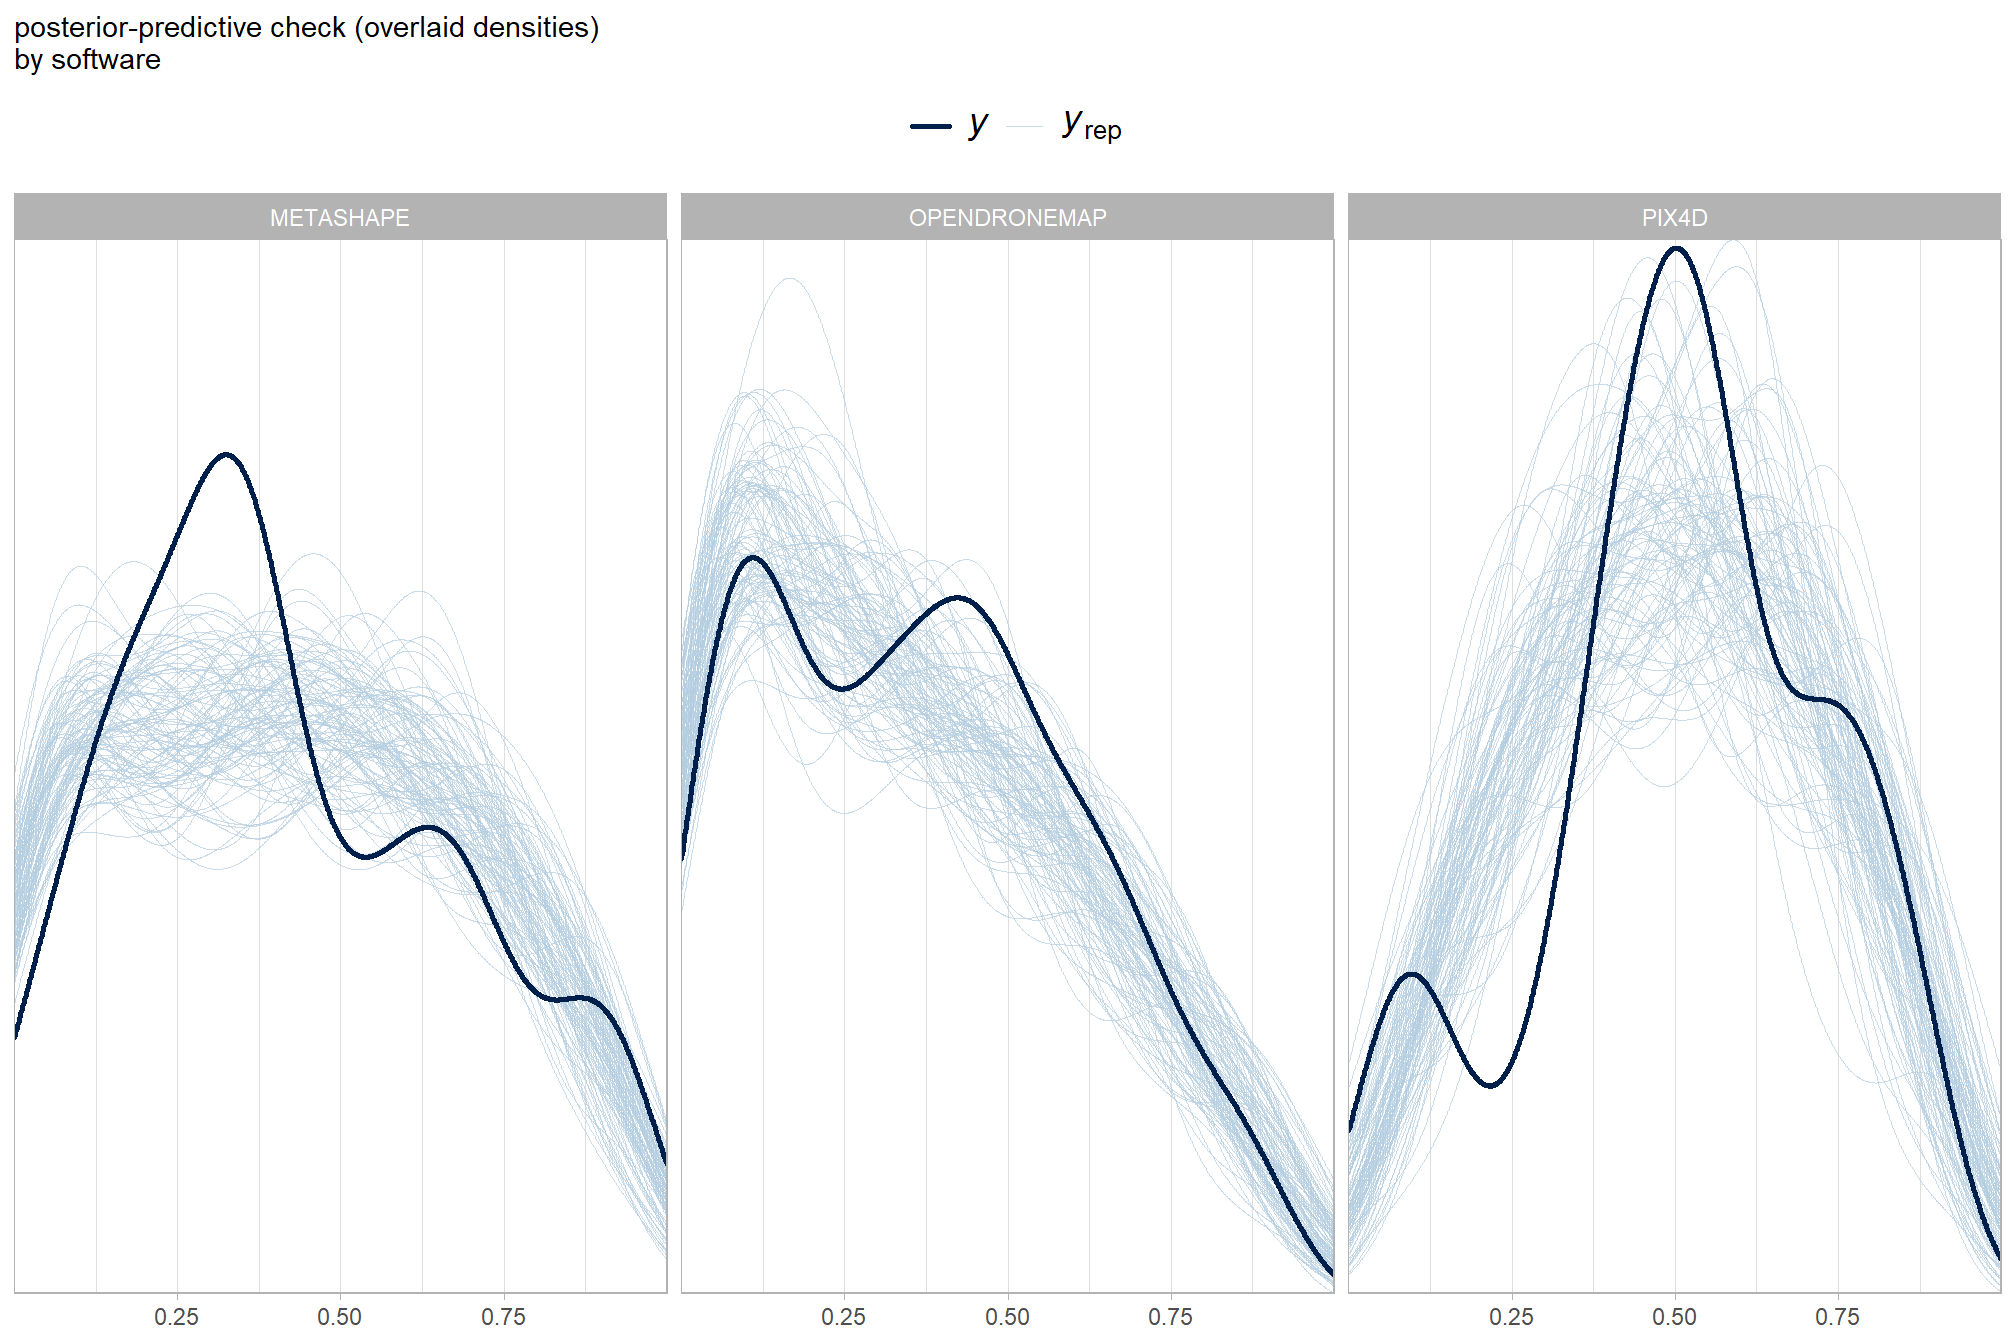 posterior-predictive check (overlaid densities)
by software
y y rep
METASHAPE OPENDRONEMAP PIX4D
0.25 0.50 0.75 0.25 0.50 0.75 0.25 0.50 0.75